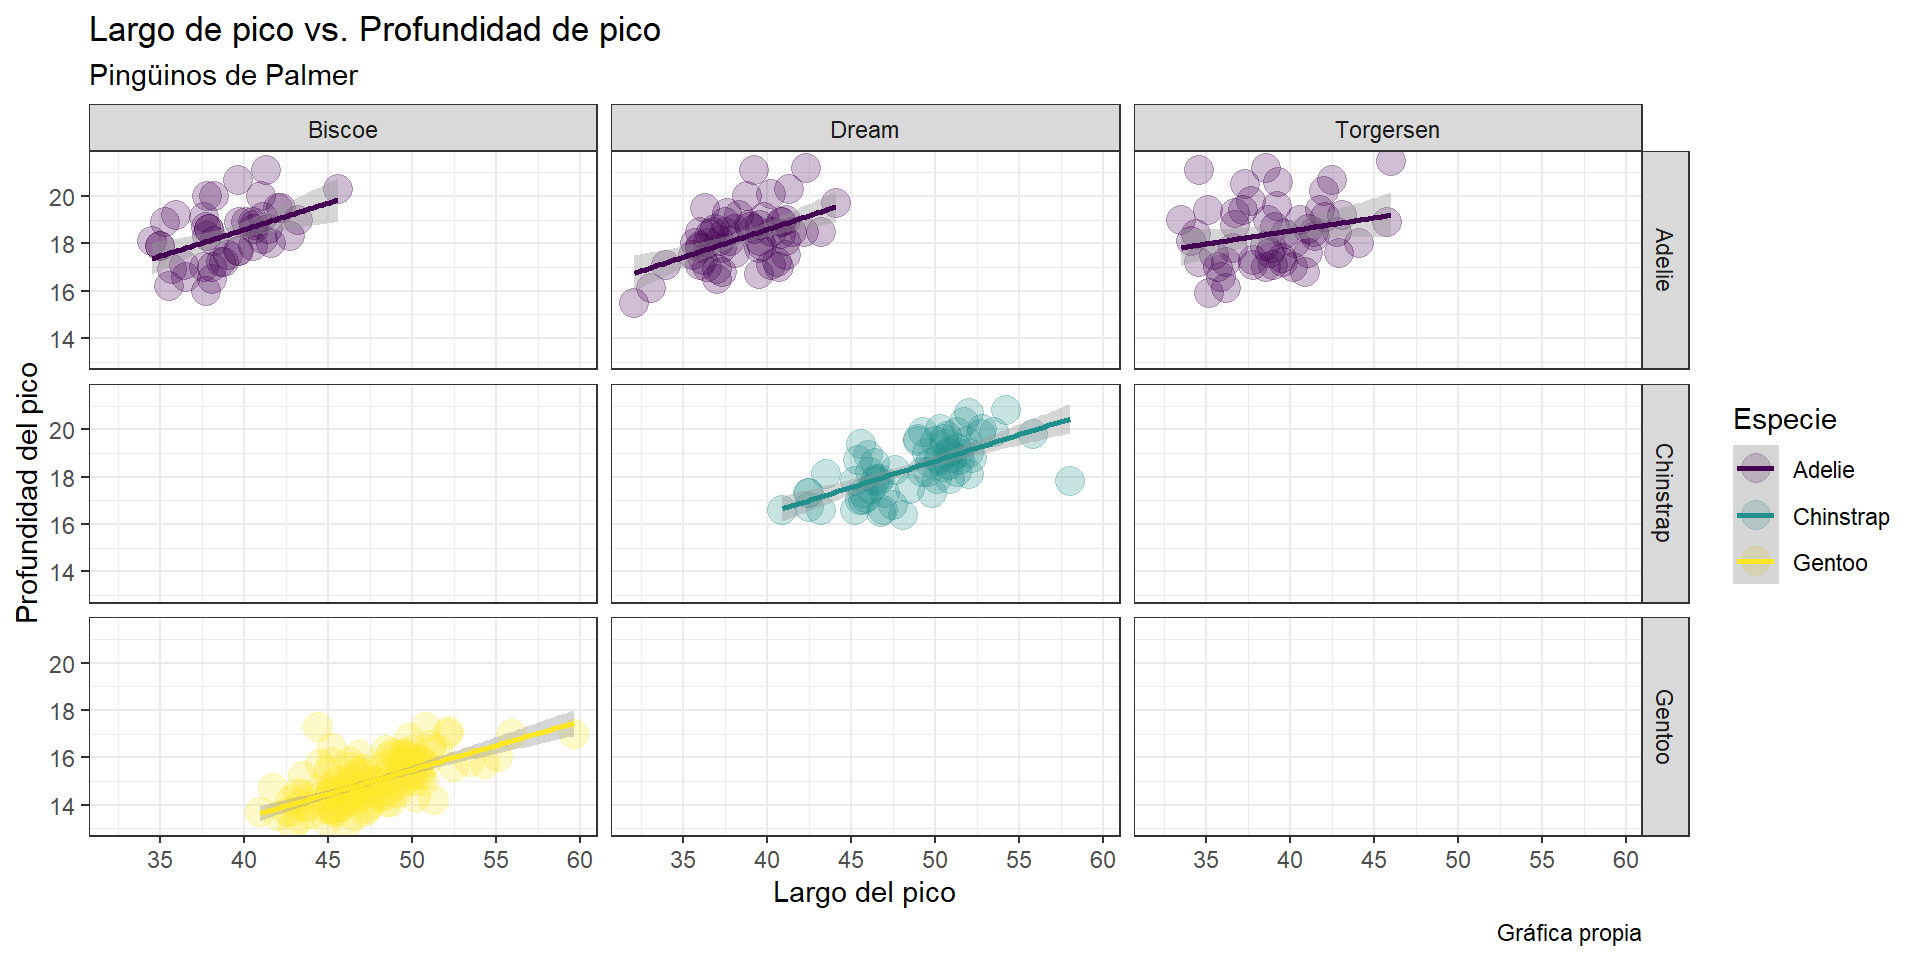 Largo de pico vs. Profundidad de pico
Pingüinos de Palmer
Biscoe
Dream
Torgersen
20
18
16
14
Adelie
20
18
16
14
Chinstrap
20
18
16
14
Gentoo
Profundidad del pico
35 40 45 50 55 60
35 40 45 50 55 60
35 40 45 50 55 60
Largo del pico
Especie
Adelie
Chinstrap
Gentoo
Gráfica propia